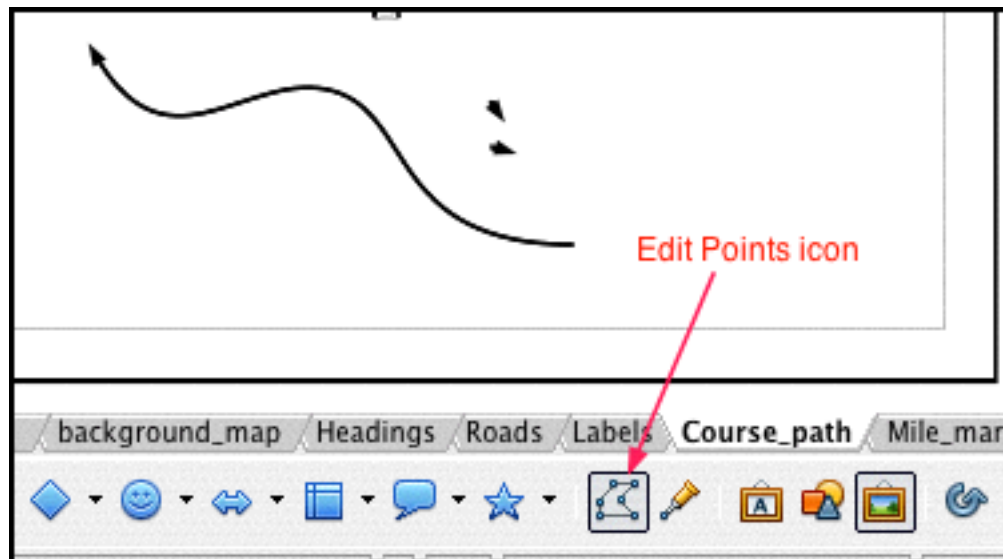 Edit Points icon
background_map Headings Roads Labels Course_path Mile_mar
A